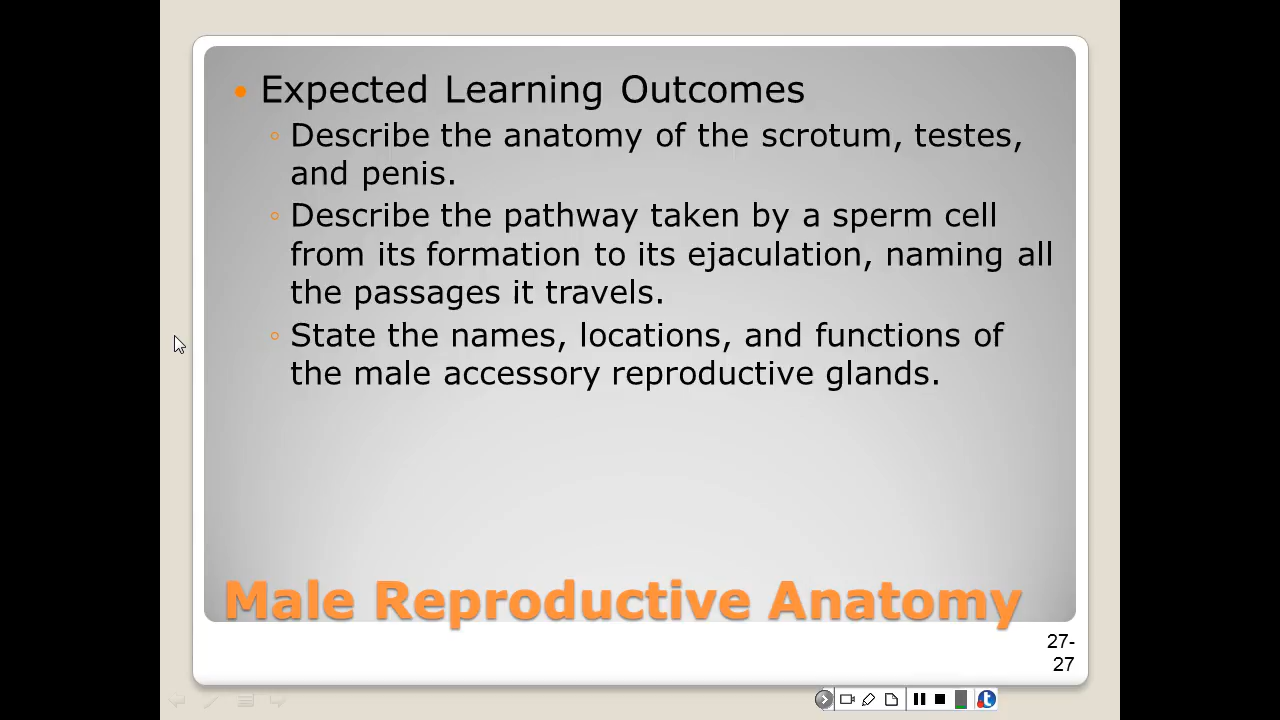 Expected Learning Outcomes
Describe the anatomy of the scrotum, testes,
and penis.
Describe the pathway taken by a sperm cell
from its formation to its ejaculation, naming all
the passages it travels.
State the names, locations, and functions of
the male accessory reproductive glands.
Male Reproductive Anatomy
27-
27
t